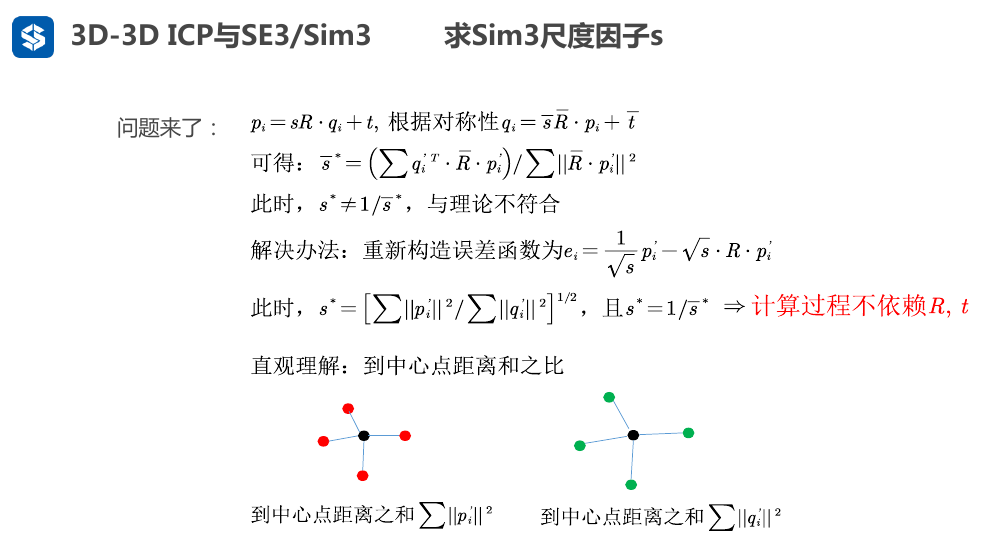 3D-3D ICP与SE3/Sim3 求Sim3尺度因子s
问题来了： $p_i = sR \cdot q_i + t$, 根据对称性 $q_i = \overline{s}\overline{R} \cdot p_i + \overline{t}$
可得： $\overline{s}^* = \left(\sum q_i^{'T} \cdot \overline{R} \cdot p_i^{'}\right) / \sum ||\overline{R} \cdot p_i^{'}||^2$
此时，$s^* \neq 1/\overline{s}^*$，与理论不符合
解决办法：重新构造误差函数为 $e_i = \frac{1}{\sqrt{s}} p_i^{'} - \sqrt{s} \cdot R \cdot p_i^{'}$
此时，$s^* = \left[\sum ||p_i^{'}||^2 / \sum ||q_i^{'}||^2\right]^{1/2}$，且 $s^* = 1/\overline{s}^*$ ⇒ 计算过程不依赖 $R, t$
直观理解：到中心点距离和之比
到中心点距离之和 $\sum ||p_i^{'}||^2$ 到中心点距离之和 $\sum ||q_i^{'}||^2$